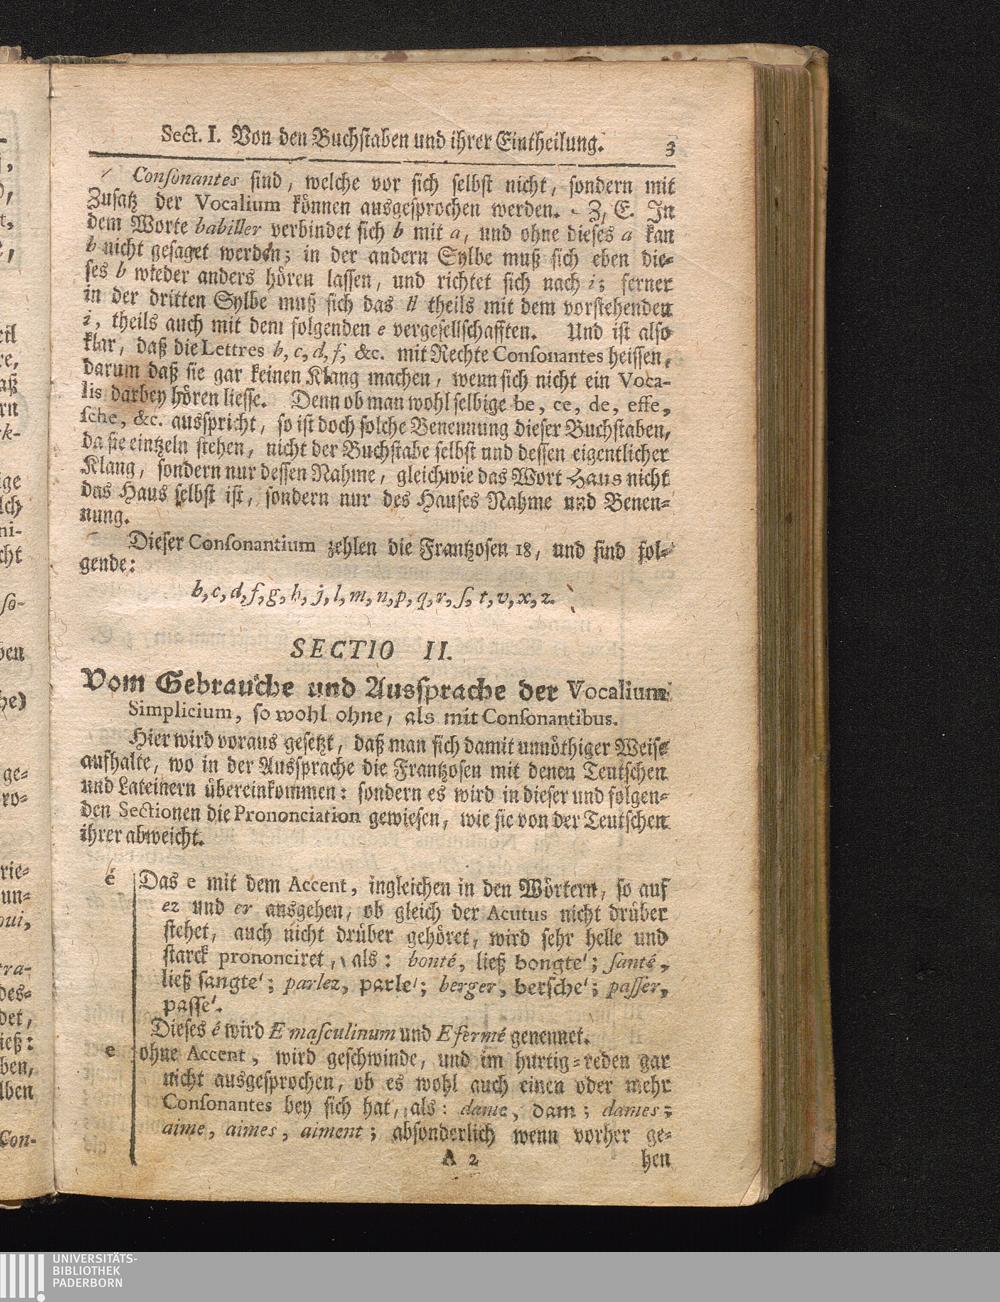 Sect. I. Von den Buchstaben und ihrer Eintheilung. 3
Consonantes sind, welche vor sich selbst nicht, sondern mit
Zusatz der Vocalium können ausgesprochen werden. Z, E. In
dem Worte babiller verbindet sich b mit a, und ohne dieses a kan
b nicht gesaget werden; in der andern Sylbe muß sich eben die=
ses b wieder anders hören lassen, und richtet sich nach i; ferner
in der dritten Sylbe muß sich das ll theils mit dem vorstehenden
i, theils auch mit dem folgenden e vergesellschafften. Und ist also
klar, daß die Lettres b, c, d, f, &c. mit Rechte Consonantes heissen,
darum daß sie gar keinen Klang machen, wenn sich nicht ein Voca-
lis darbey hören liesse. Denn ob man wohl selbige be, ce, de, effe,
sche, &c. ausspricht, so ist doch solche Benennung dieser Buchstaben,
da sie eintzeln stehen, nicht der Buchstabe selbst und dessen eigentlicher
Klang, sondern nur dessen Nahme, gleichwie das Wort Haus nicht
das Haus selbst ist, sondern nur des Hauses Nahme und Benen=
nung.
Dieser Consonantium zehlen die Frantzosen 18, und sind fol=
gende:
b, c, d, f, g, h, j, l, m, n, p, q, r, s, t, v, x, z.
SECTIO II.
Vom Gebrauche und Aussprache der Vocalium
Simplicium, so wohl ohne, als mit Consonantibus.
Hier wird voraus gesetzt, daß man sich damit unnöthiger Weise
aufhalte, wo in der Aussprache die Frantzosen mit denen Teutschen
und Lateinern übereinkommen: sondern es wird in dieser und folgen=
den Sectionen die Prononciation gewiesen, wie sie von der Teutschen
ihrer abweicht.
é Das e mit dem Accent, ingleichen in den Wörtern, so auf
ez und er ausgehen, ob gleich der Acutus nicht drüber
stehet, auch nicht drüber gehöret, wird sehr helle und
starck prononciret, als: bonté, ließ bongte'; santé,
ließ sangte'; parlez, parle'; berger, bersche'; passer,
passe'.
Dieses é wird E masculinum und E fermé genennet.
e ohne Accent, wird geschwinde, und im hurtig=reden gar
nicht ausgesprochen, ob es wohl auch einen oder mehr
Consonantes bey sich hat, als: dame, dam; dames;
aime, aimes, aiment; absonderlich wenn vorher ge=
A 2 hen
UNIVERSITÄTS-
BIBLIOTHEK
PADERBORN